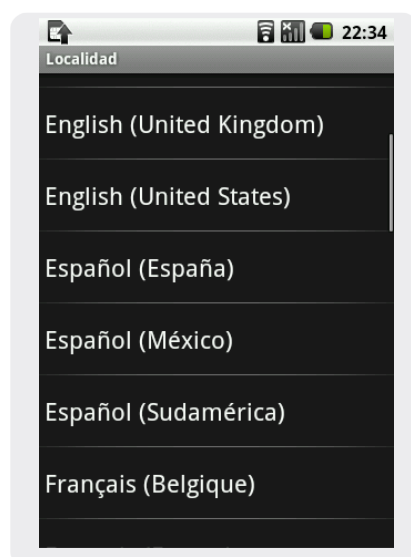 22:34
Localidad
English (United Kingdom)
English (United States)
Español (España)
Español (México)
Español (Sudamérica)
Français (Belgique)